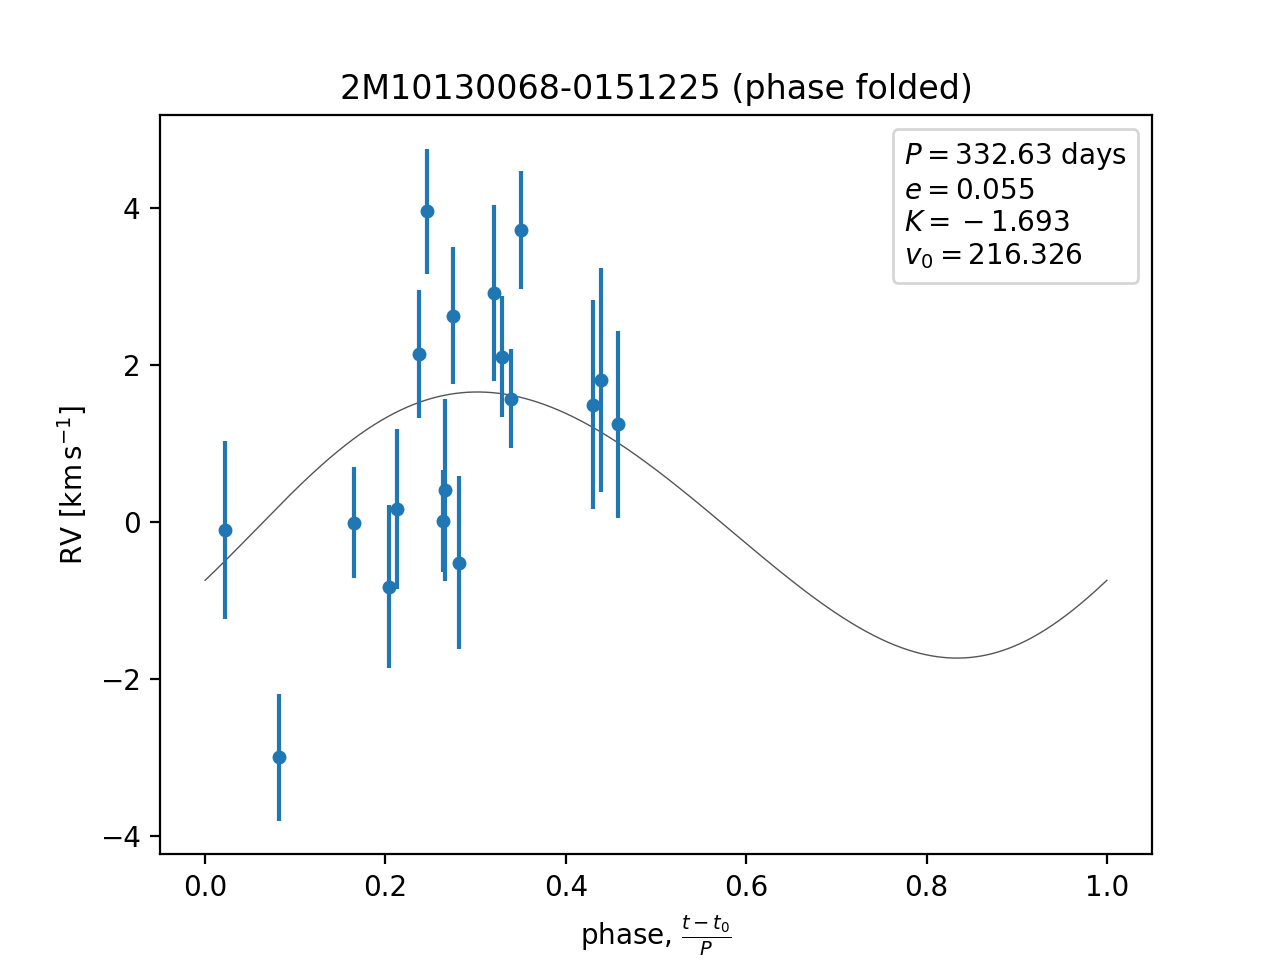 2M10130068-0151225 (phase folded)
P = 332.63 days
e = 0.055
K = −1.693
v₀ = 216.326
4
2
0
−2
−4
RV [km s⁻¹]
0.0 0.2 0.4 0.6 0.8 1.0
phase, (t − t₀)/P